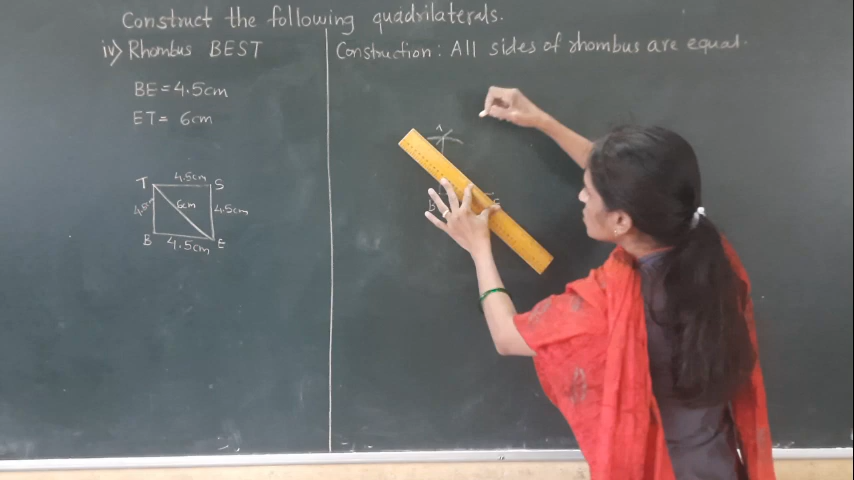 Construct the following quadrilaterals.
iv) Rhombus BEST
BE = 4.5cm
ET = 6cm
T 4.5cm S
4.5 6cm 4.5cm
B 4.5cm E
Construction: All sides of rhombus are equal.
B E